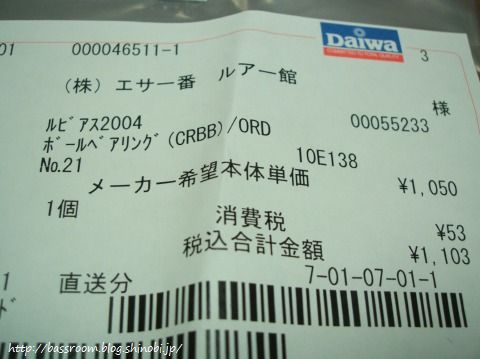 01 000046511-1 Daiwa 3
(株) エサ一番 ルアー館
様
ﾙﾋﾞｱｽ2004 00055233
ﾎﾞｰﾙﾍﾞｱﾘﾝｸﾞ(CRBB)/ORD
No.21 10E138
メーカー希望本体単価 ¥1,050
1個 消費税 ¥53
税込合計金額 ¥1,103
1 直送分 7-01-07-01-1
ド
http://bassroom.blog.shinobi.jp/